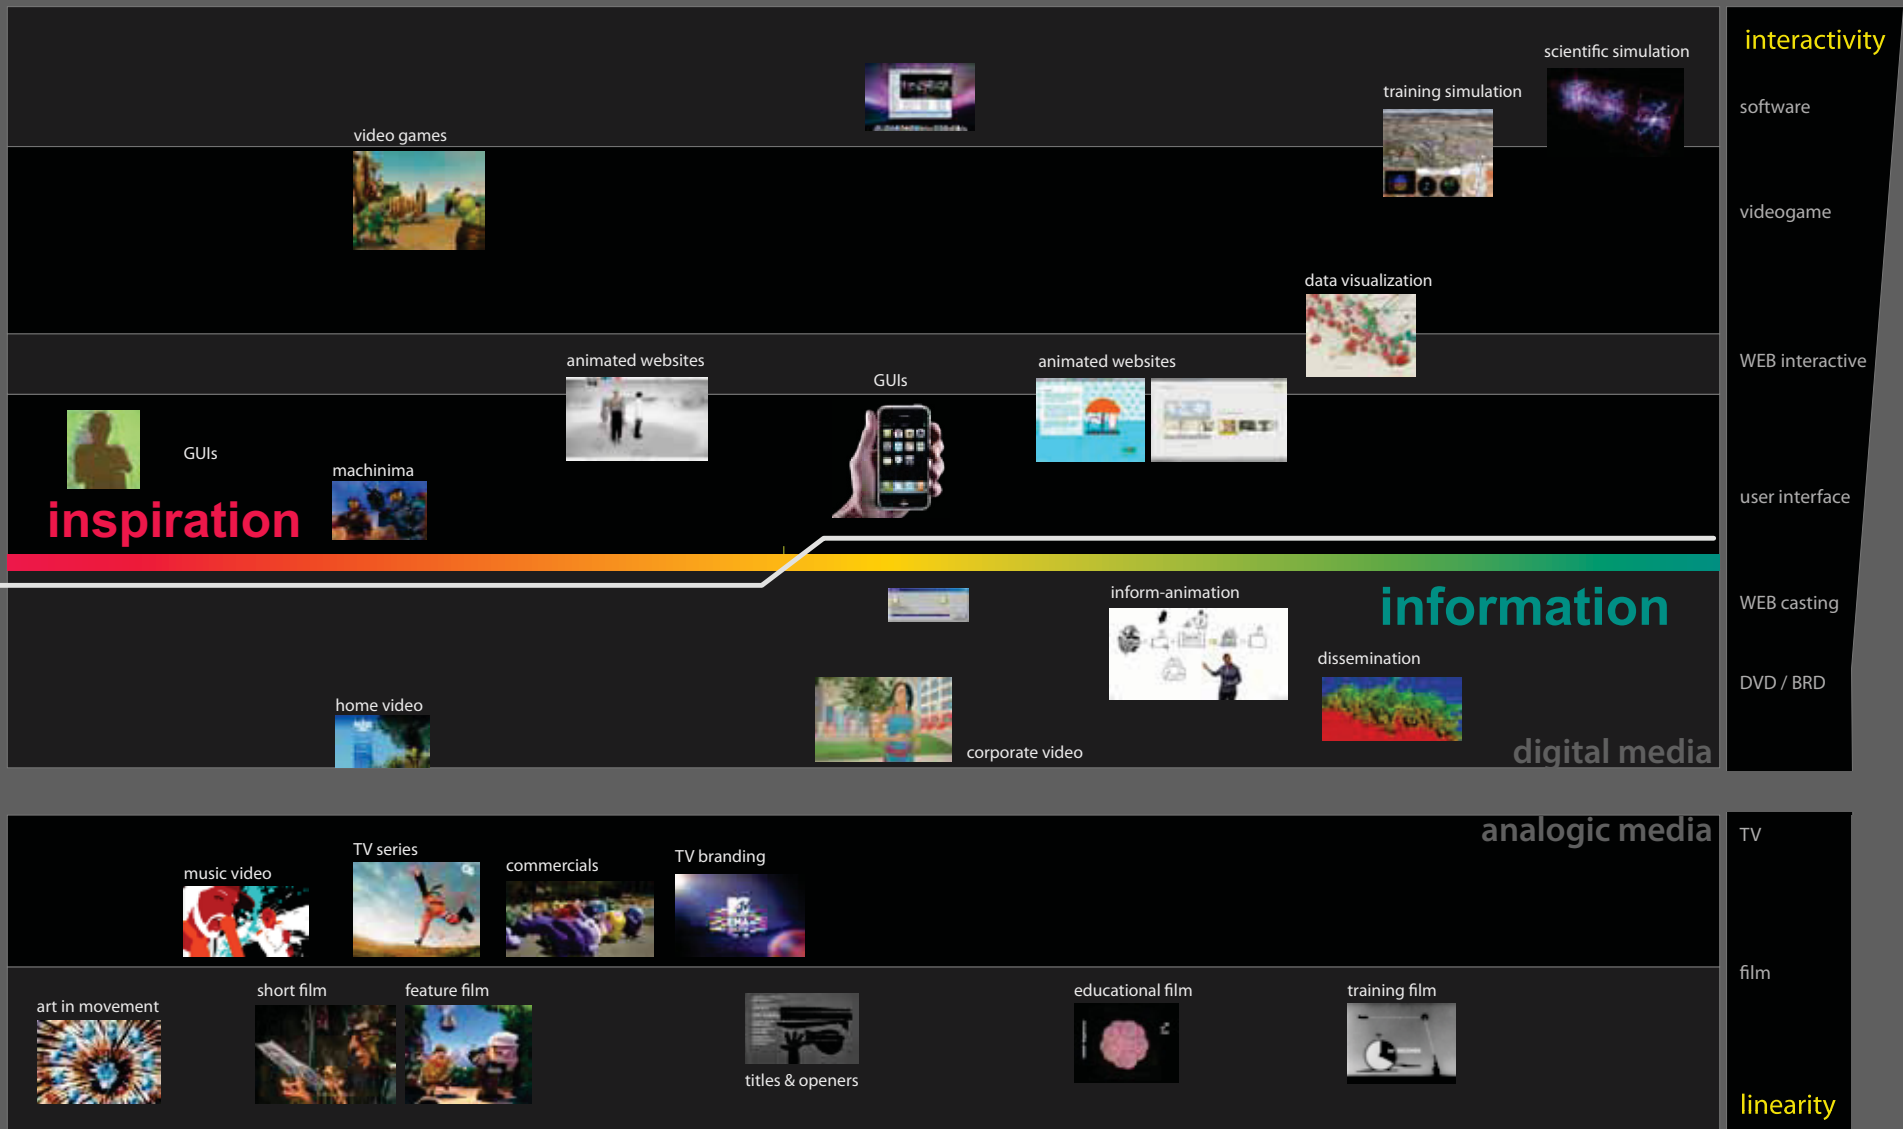 interactivity
scientific simulation
training simulation
software
video games
videogame
data visualization
animated websites
animated websites
WEB interactive
GUIs
GUIs
machinima
user interface
inspiration
inform-animation
information
WEB casting
dissemination
DVD / BRD
home video
corporate video
digital media
analogic media
TV
TV series
TV branding
commercials
music video
film
short film
feature film
educational film
training film
art in movement
titles & openers
linearity